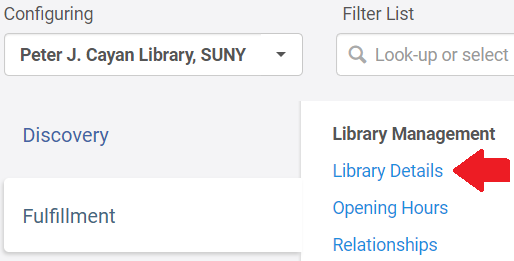 Configuring
Filter List
Peter J. Cayan Library, SUNY
Look-up or select
Discovery
Fulfillment
Library Management
Library Details
Opening Hours
Relationships